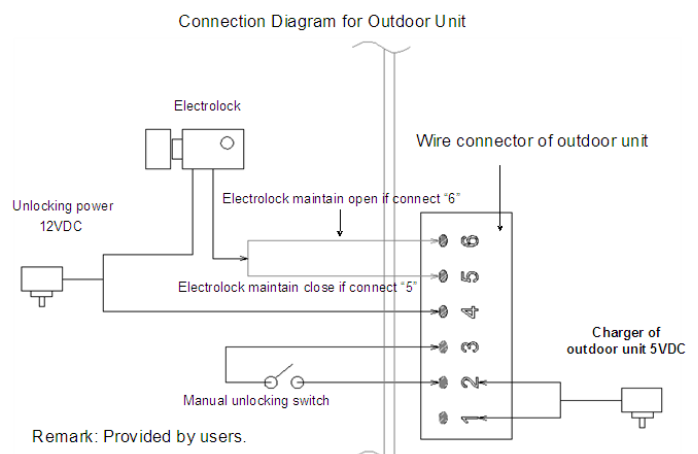 Connection Diagram for Outdoor Unit
Electrolock
Wire connector of outdoor unit
Unlocking power
12VDC
Electrolock maintain open if connect “6”
6
5
Electrolock maintain close if connect “5”
4
3
Charger of
outdoor unit 5VDC
2
Manual unlocking switch
1
Remark: Provided by users.